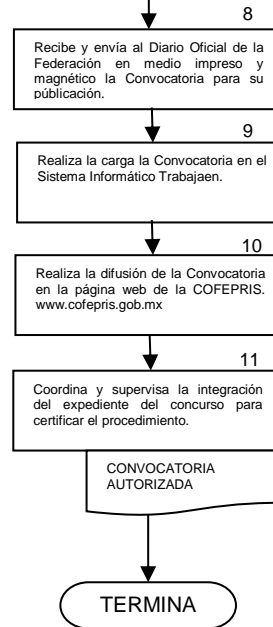 8
Recibe y envía al Diario Oficial de la
Federación en medio impreso y
magnético la Convocatoria para su
públicación.
9
Realiza la carga la Convocatoria en el
Sistema Informático Trabajaen.
10
Realiza la difusión de la Convocatoria
en la página web de la COFEPRIS.
www.cofepris.gob.mx
11
Coordina y supervisa la integración
del expediente del concurso para
certificar el procedimiento.
CONVOCATORIA
AUTORIZADA
TERMINA